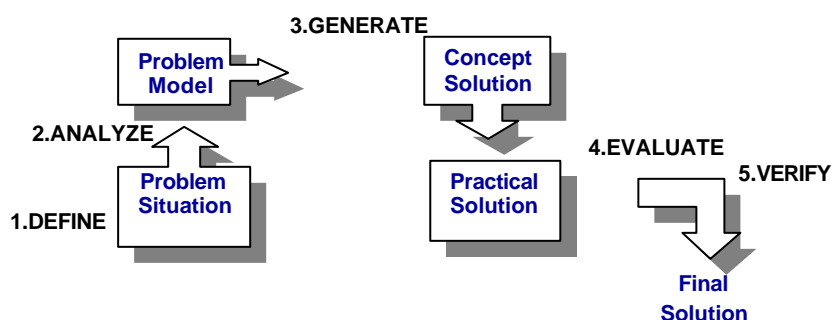 3.GENERATE
Problem
Model
Concept
Solution
2.ANALYZE
Problem
Situation
1.DEFINE
Practical
Solution
4.EVALUATE
5.VERIFY
Final
Solution